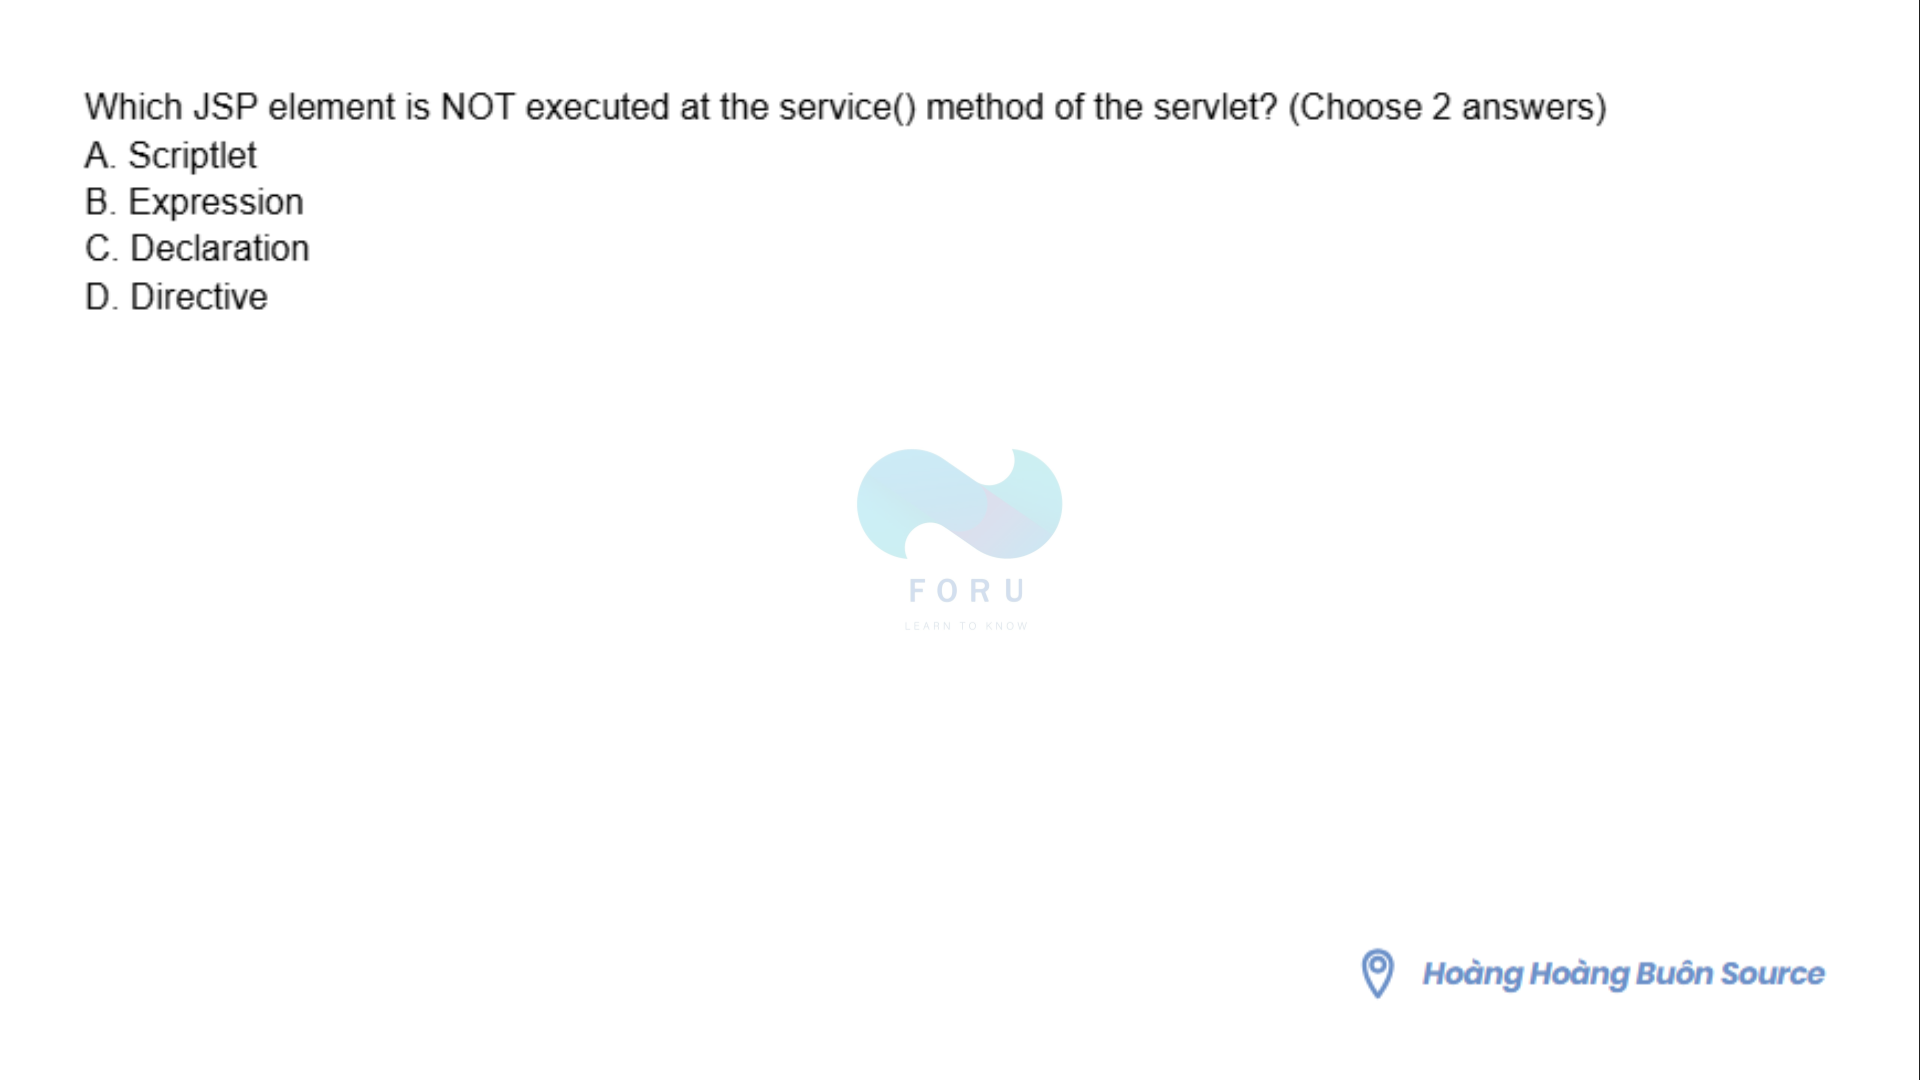 Which JSP element is NOT executed at the service() method of the servlet? (Choose 2 answers)
A. Scriptlet
B. Expression
C. Declaration
D. Directive
FORU
LEARN TO KNOW
Hoàng Hoàng Buôn Source